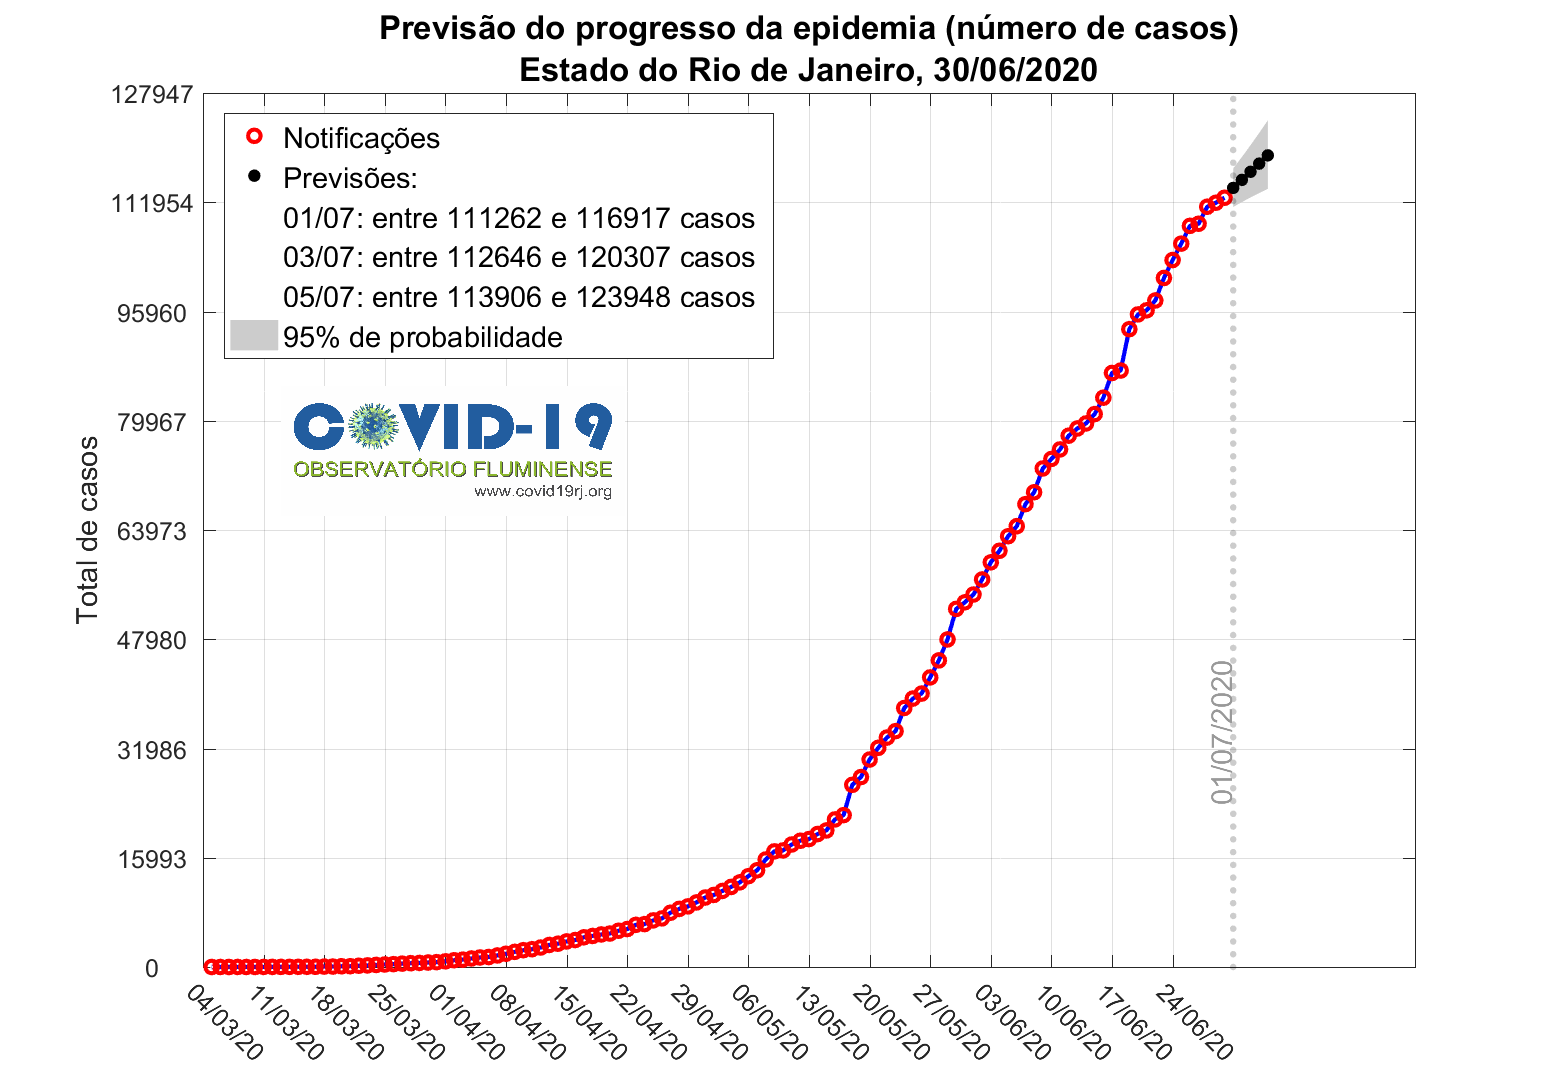 Previsão do progresso da epidemia (número de casos)
Estado do Rio de Janeiro, 30/06/2020
127947
111954
95960
79967
63973
47980
31986
15993
0
Total de casos
Notificações
Previsões:
01/07: entre 111262 e 116917 casos
03/07: entre 112646 e 120307 casos
05/07: entre 113906 e 123948 casos
95% de probabilidade
COVID-19
OBSERVATÓRIO FLUMINENSE
www.covid19rj.org
01/07/2020
04/03/20
11/03/20
18/03/20
25/03/20
01/04/20
08/04/20
15/04/20
22/04/20
29/04/20
06/05/20
13/05/20
20/05/20
27/05/20
03/06/20
10/06/20
17/06/20
24/06/20